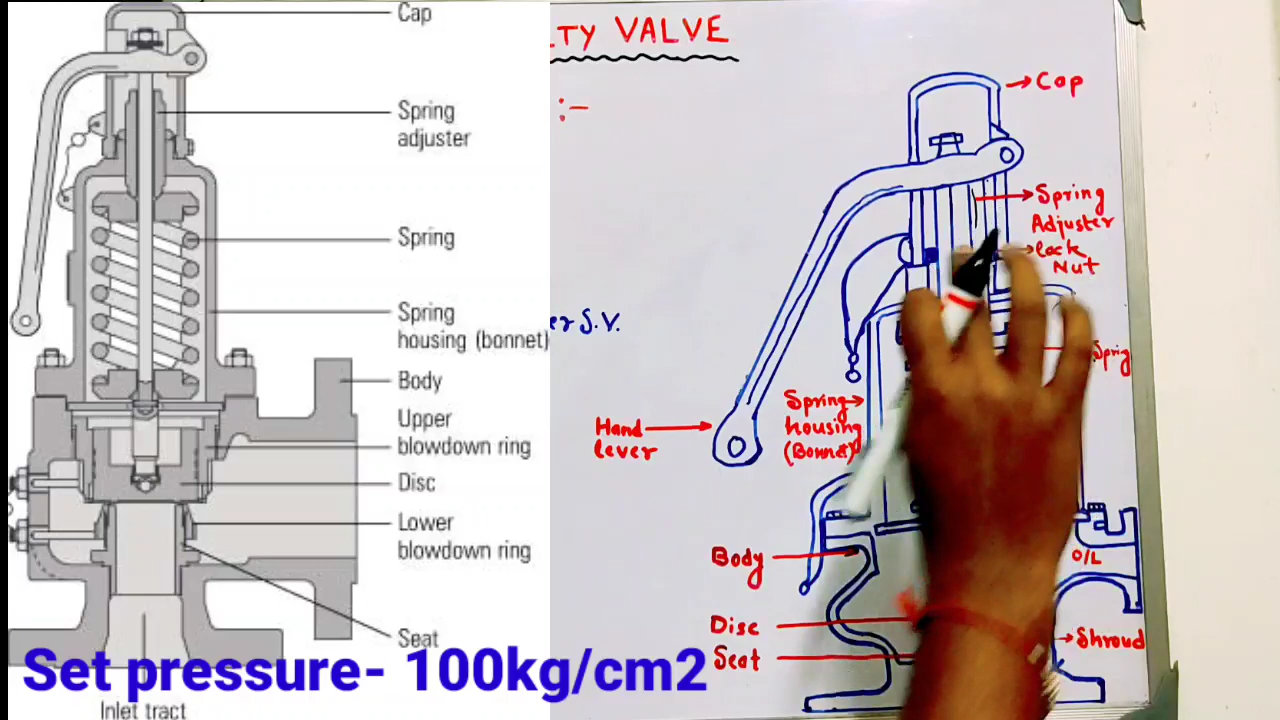 Cap
Spring
adjuster
Spring
Spring
housing (bonnet)
Body
Upper
blowdown ring
Disc
Lower
blowdown ring
Seat
Set pressure- 100kg/cm2
Inlet tract
TY VALVE
:-
S.V.
Cap
Spring
Adjuster
lock
Nut
Sprig
Spring
housing
(Bonnet)
Hand
lever
Body
O/L
Disc
Shroud
Seat